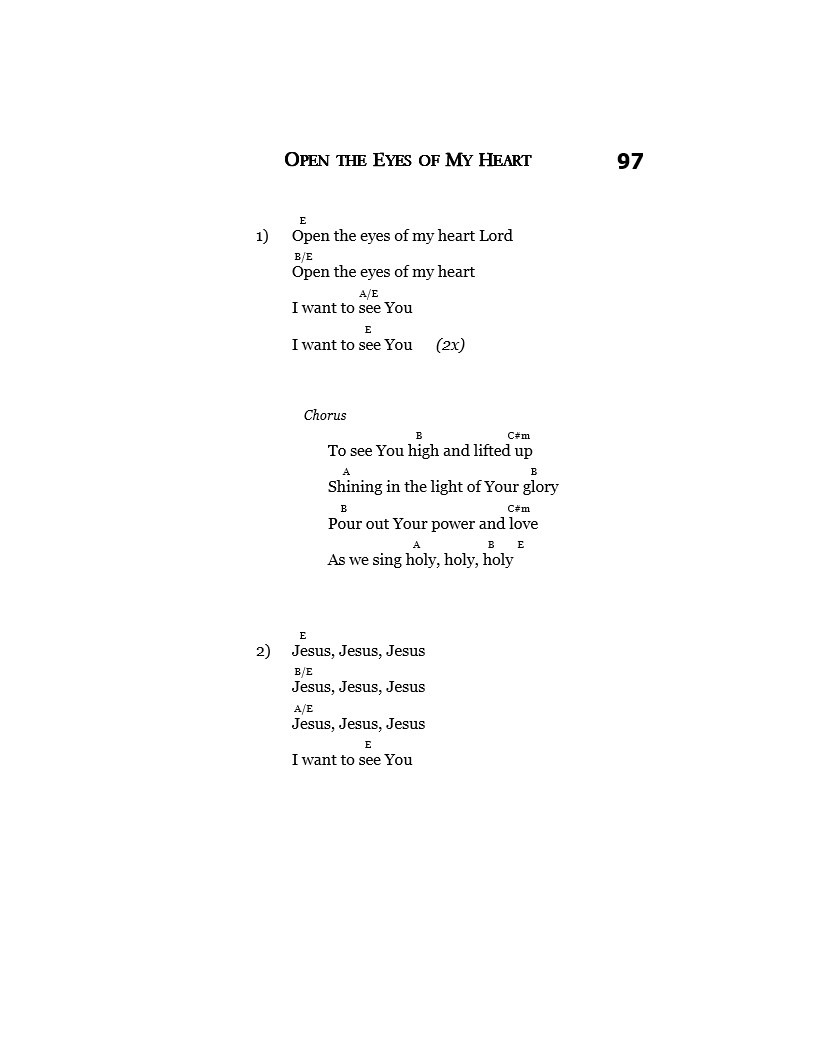 OPEN THE EYES OF MY HEART 97
E
1) Open the eyes of my heart Lord
B/E
Open the eyes of my heart
A/E
I want to see You
E
I want to see You (2x)
Chorus
B C#m
To see You high and lifted up
A B
Shining in the light of Your glory
B C#m
Pour out Your power and love
A B E
As we sing holy, holy, holy
E
2) Jesus, Jesus, Jesus
B/E
Jesus, Jesus, Jesus
A/E
Jesus, Jesus, Jesus
E
I want to see You